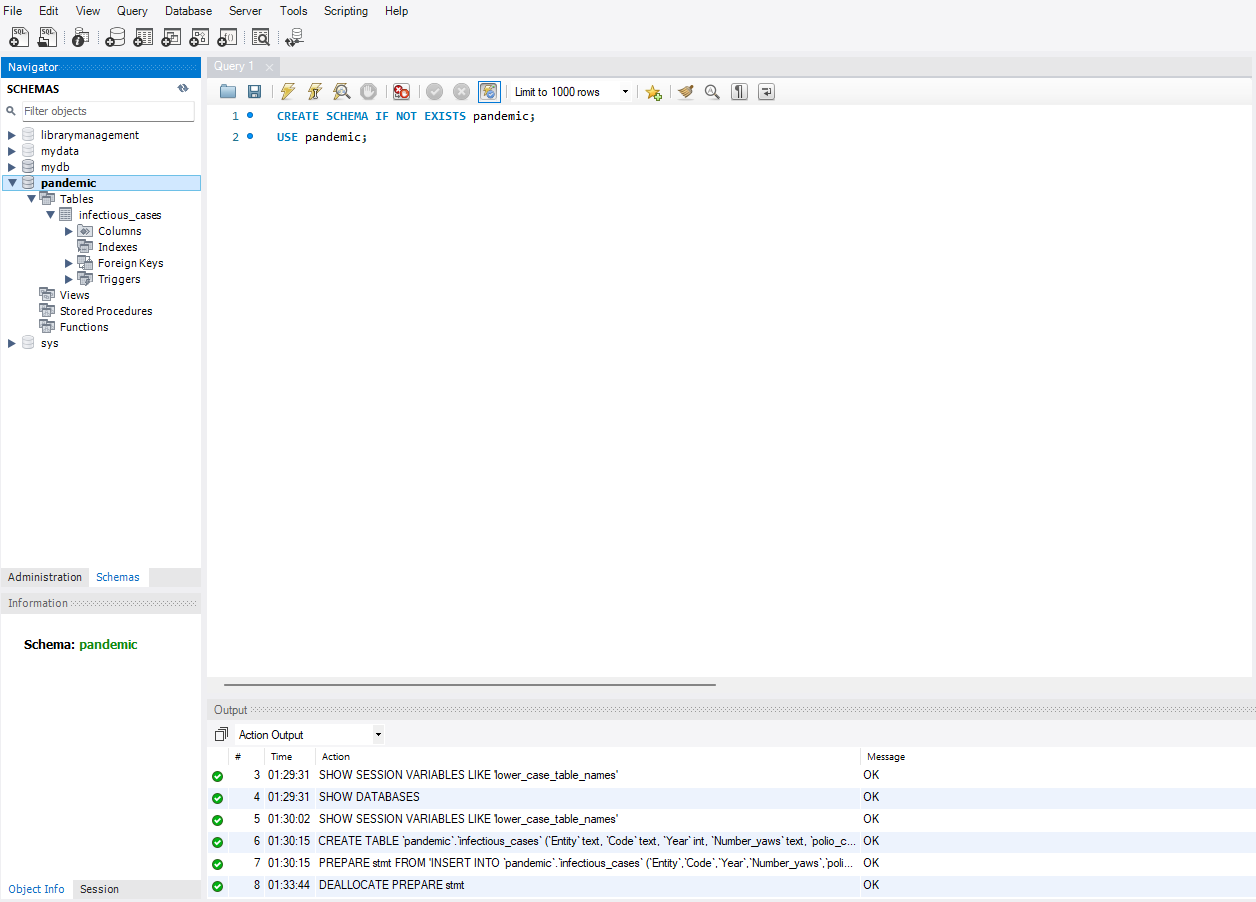 File Edit View Query Database Server Tools Scripting Help
SQL SQL
Navigator
SCHEMAS
Filter objects
librarymanagement
mydata
mydb
pandemic
Tables
infectious_cases
Columns
Indexes
Foreign Keys
Triggers
Views
Stored Procedures
Functions
sys
Administration Schemas
Information
Schema: pandemic
Object Info Session
Query 1
Limit to 1000 rows
1 CREATE SCHEMA IF NOT EXISTS pandemic;
2 USE pandemic;
Output
Action Output
# Time Action Message
3 01:29:31 SHOW SESSION VARIABLES LIKE 'lower_case_table_names' OK
4 01:29:31 SHOW DATABASES OK
5 01:30:02 SHOW SESSION VARIABLES LIKE 'lower_case_table_names' OK
6 01:30:15 CREATE TABLE `pandemic`.`infectious_cases` (`Entity` text, `Code` text, `Year` int, `Number_yaws` text, `polio_c... OK
7 01:30:15 PREPARE stmt FROM 'INSERT INTO `pandemic`.`infectious_cases` (`Entity`,`Code`,`Year`,`Number_yaws`,`poli... OK
8 01:33:44 DEALLOCATE PREPARE stmt OK